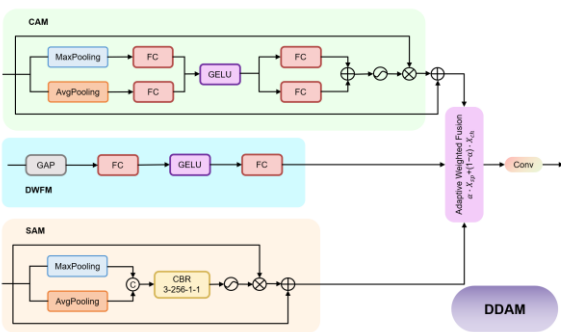 CAM
MaxPooling
FC
FC
AvgPooling
FC
GELU
FC
GAP
FC
GELU
FC
DWFM
Adaptive Weighted Fusion
α · X_sp+(1−α) · X_ch
Conv
SAM
MaxPooling
AvgPooling
C
CBR
3-256-1-1
DDAM